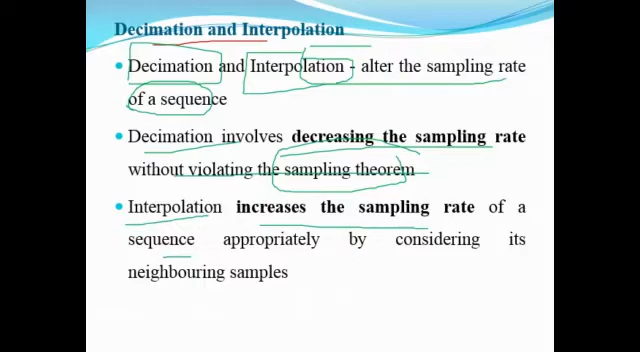 Decimation and Interpolation
Decimation and Interpolation - alter the sampling rate
of a sequence
Decimation involves decreasing the sampling rate
without violating the sampling theorem
Interpolation increases the sampling rate of a
sequence appropriately by considering its
neighbouring samples